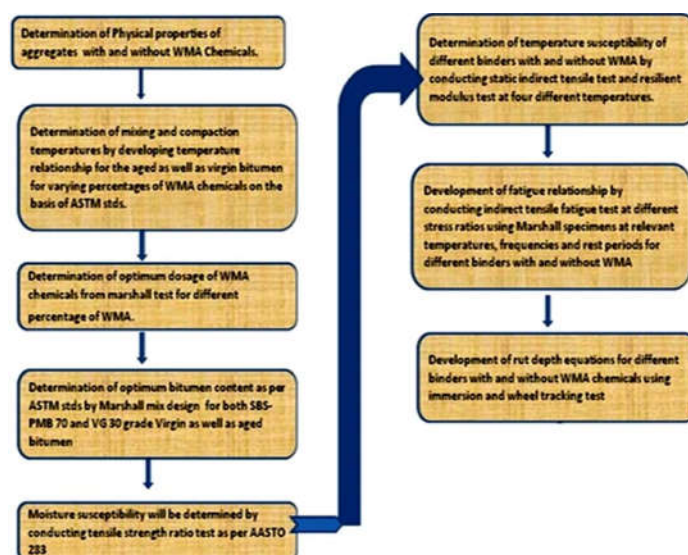 Determination of Physical properties of
aggregates with and without WMA Chemicals.
Determination of mixing and compaction
temperatures by developing temperature
relationship for the aged as well as virgin bitumen
for varying percentages of WMA chemicals on the
basis of ASTM stds.
Determination of optimum dosage of WMA
chemicals from marshall test for different
percentage of WMA.
Determination of optimum bitumen content as per
ASTM stds by Marshall mix design for both SBS-
PMB 70 and VG 30 grade Virgin as well as aged
bitumen
Moisture susceptibility will be determined by
conducting tensile strength ratio test as per AASTO
283
Determination of temperature susceptibility of
different binders with and without WMA by
conducting static indirect tensile test and resilient
modulus test at four different temperatures.
Development of fatigue relationship by
conducting indirect tensile fatigue test at different
stress ratios using Marshall specimens at relevant
temperatures, frequencies and rest periods for
different binders with and without WMA
Development of rut depth equations for different
binders with and without WMA chemicals using
immersion and wheel tracking test